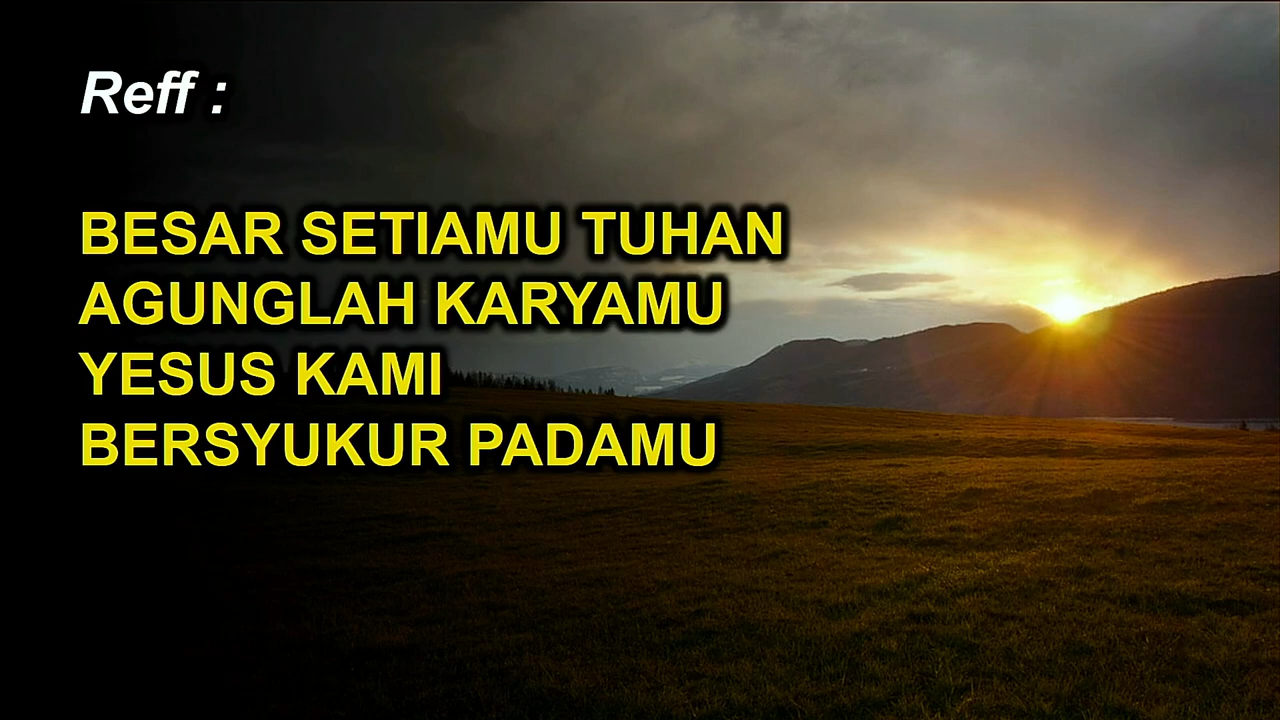 Reff :
BESAR SETIAMU TUHAN
AGUNGLAH KARYAMU
YESUS KAMI
BERSYUKUR PADAMU